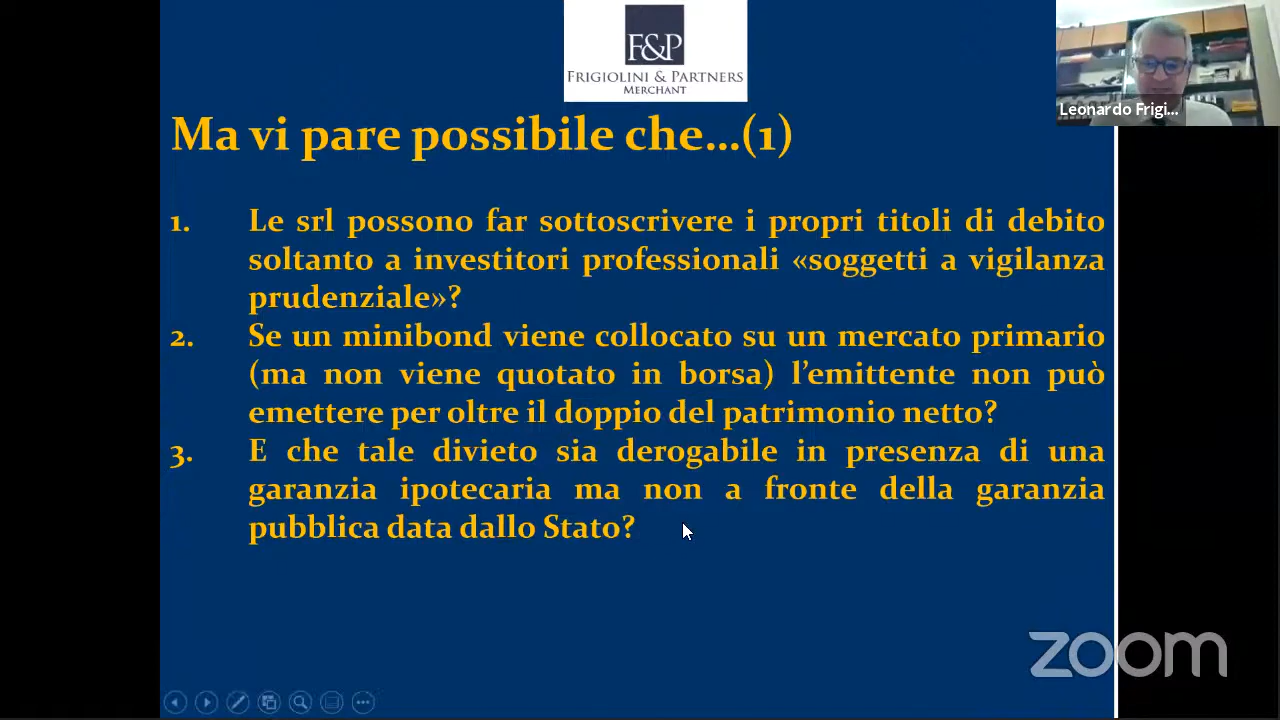 F&P
FRIGIOLINI & PARTNERS
MERCHANT
Leonardo Frigi...
Ma vi pare possibile che...(1)
1. Le srl possono far sottoscrivere i propri titoli di debito
soltanto a investitori professionali «soggetti a vigilanza
prudenziale»?
2. Se un minibond viene collocato su un mercato primario
(ma non viene quotato in borsa) l’emittente non può
emettere per oltre il doppio del patrimonio netto?
3. E che tale divieto sia derogabile in presenza di una
garanzia ipotecaria ma non a fronte della garanzia
pubblica data dallo Stato?
zoom